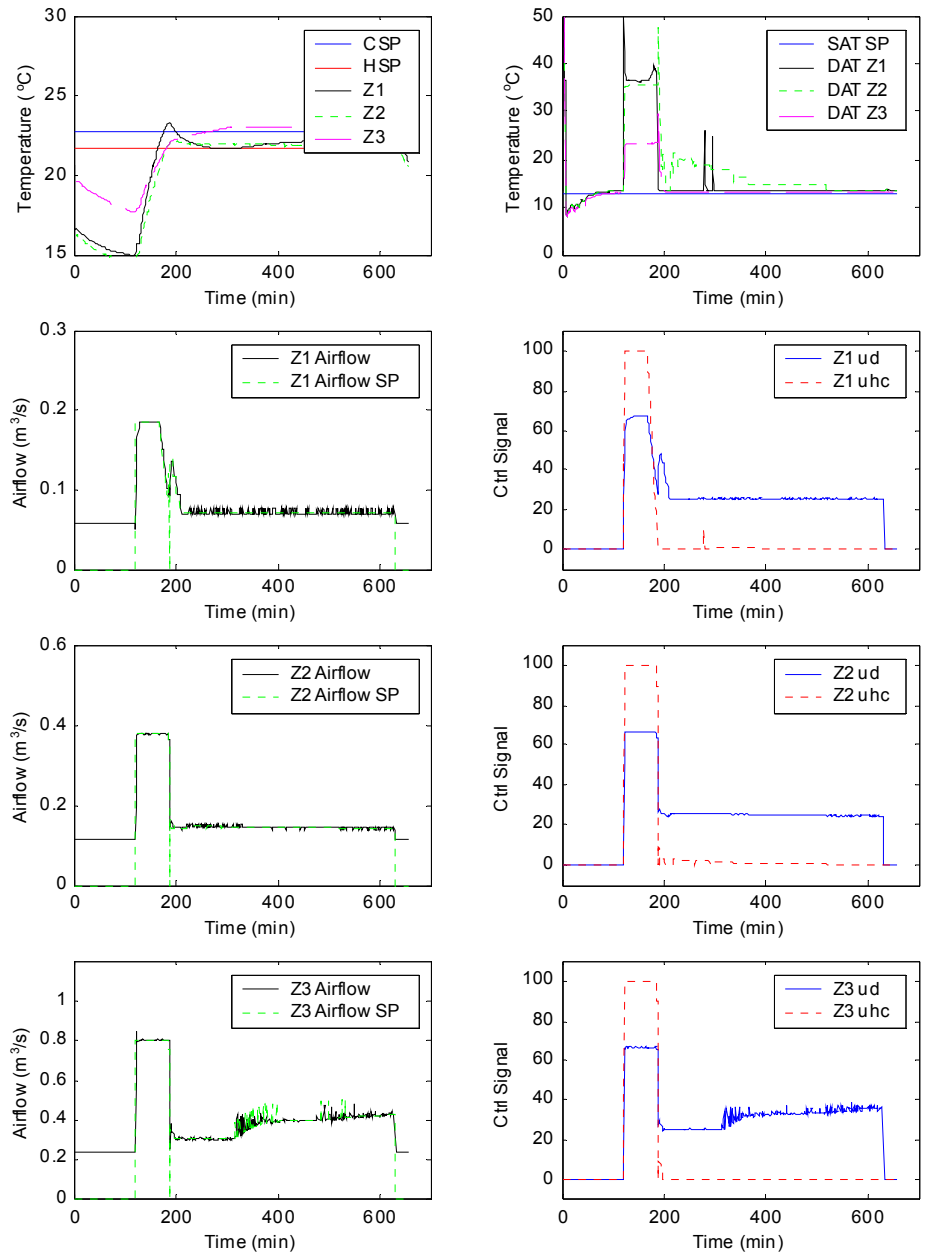 30
25
20
15
0
200
400
600
Temperature ( °C)
Time (min)
CSP
HSP
Z1
Z2
Z3
50
40
30
20
10
0
0
200
400
600
Temperature ( °C)
Time (min)
SAT SP
DAT Z1
DAT Z2
DAT Z3
0.3
0.2
0.1
0
0
200
400
600
Airflow (m³/s)
Time (min)
Z1 Airflow
Z1 Airflow SP
100
80
60
40
20
0
0
200
400
600
Ctrl Signal
Time (min)
Z1 ud
Z1 uhc
0.6
0.4
0.2
0
0
200
400
600
Airflow (m³/s)
Time (min)
Z2 Airflow
Z2 Airflow SP
100
80
60
40
20
0
0
200
400
600
Ctrl Signal
Time (min)
Z2 ud
Z2 uhc
1
0.8
0.6
0.4
0.2
0
0
200
400
600
Airflow (m³/s)
Time (min)
Z3 Airflow
Z3 Airflow SP
100
80
60
40
20
0
0
200
400
600
Ctrl Signal
Time (min)
Z3 ud
Z3 uhc